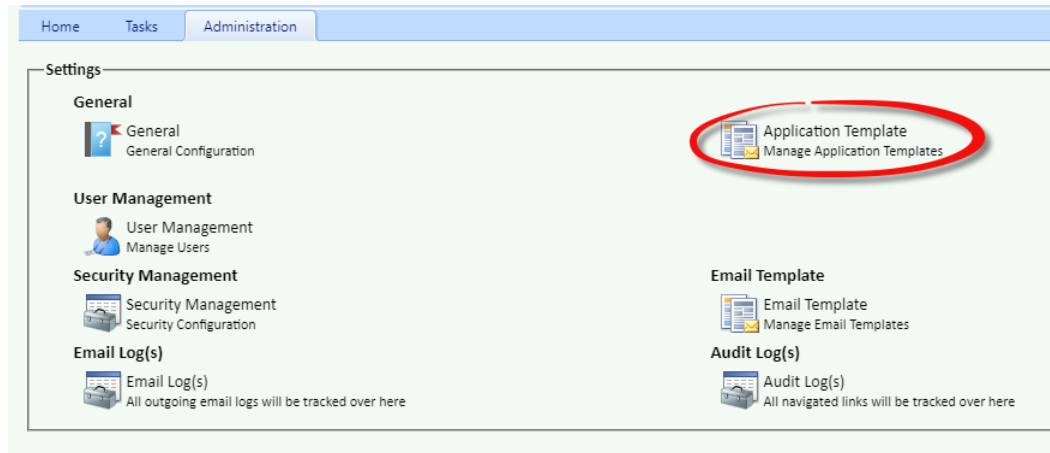 Home Tasks Administration
Settings
General
General
General Configuration
Application Template
Manage Application Templates
User Management
User Management
Manage Users
Security Management
Security Management
Security Configuration
Email Template
Email Template
Manage Email Templates
Email Log(s)
Email Log(s)
All outgoing email logs will be tracked over here
Audit Log(s)
Audit Log(s)
All navigated links will be tracked over here